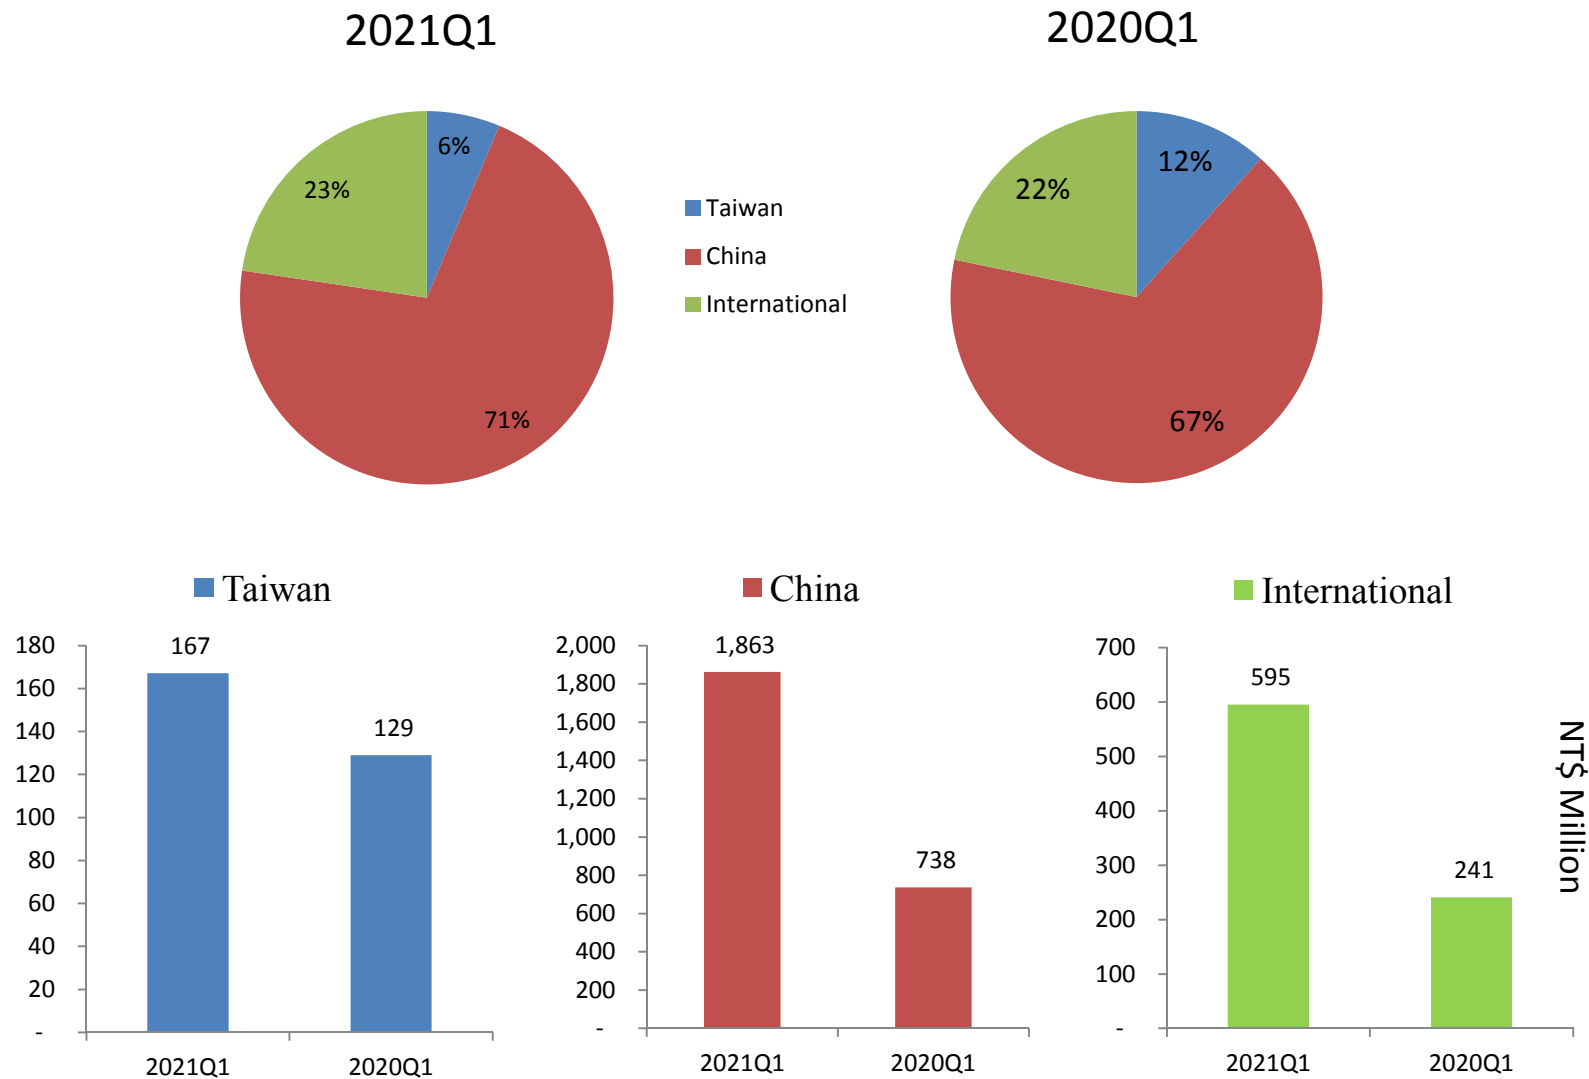 2021Q1
2020Q1
6%
23%
71%
Taiwan
China
International
12%
22%
67%
Taiwan
180
160
140
120
100
80
60
40
20
-
167
129
2021Q1
2020Q1
China
2,000
1,800
1,600
1,400
1,200
1,000
800
600
400
200
-
1,863
738
2021Q1
2020Q1
International
700
600
500
400
300
200
100
-
595
241
2021Q1
2020Q1
NT$ Million